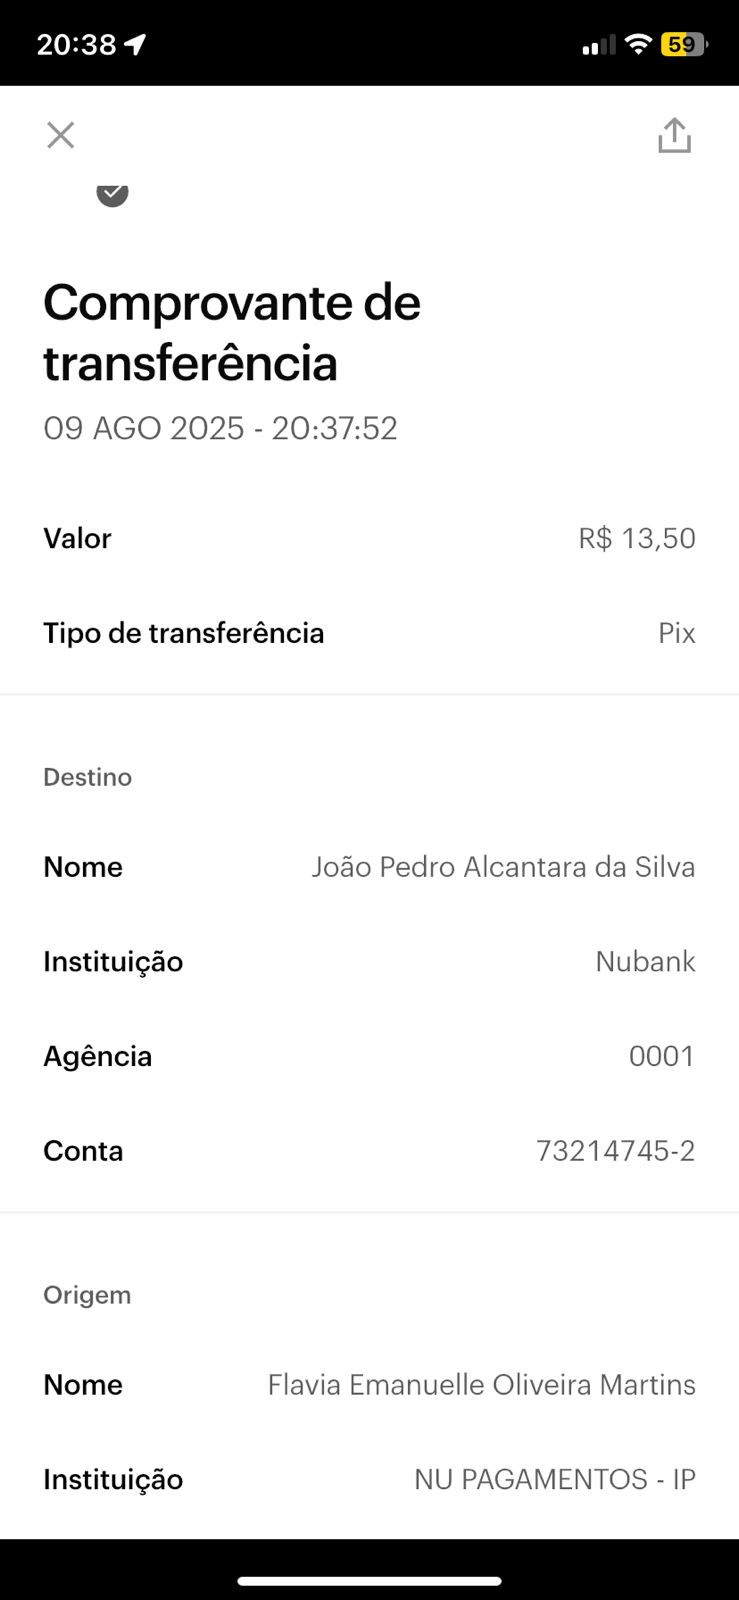 20:38
59
Comprovante de
transferência
09 AGO 2025 - 20:37:52
Valor R$ 13,50
Tipo de transferência Pix
Destino
Nome João Pedro Alcantara da Silva
Instituição Nubank
Agência 0001
Conta 73214745-2
Origem
Nome Flavia Emanuelle Oliveira Martins
Instituição NU PAGAMENTOS - IP